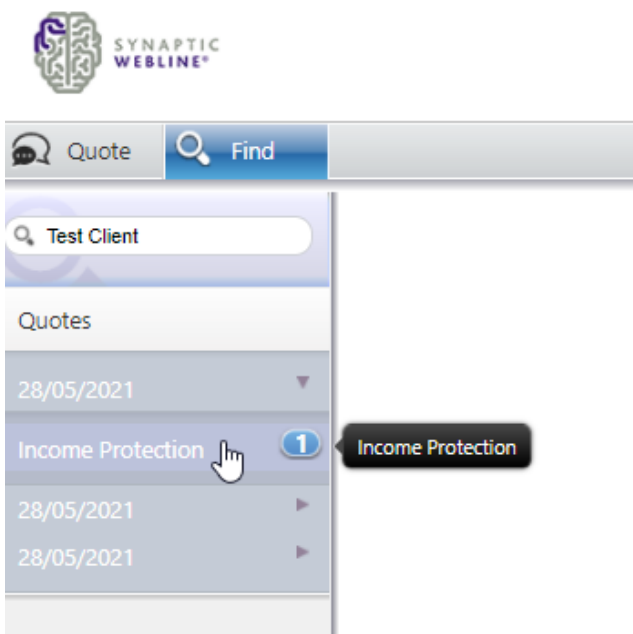 SYNAPTIC
WEBLINE®
Quote
Find
Test Client
Quotes
28/05/2021
Income Protection
1
Income Protection
28/05/2021
28/05/2021